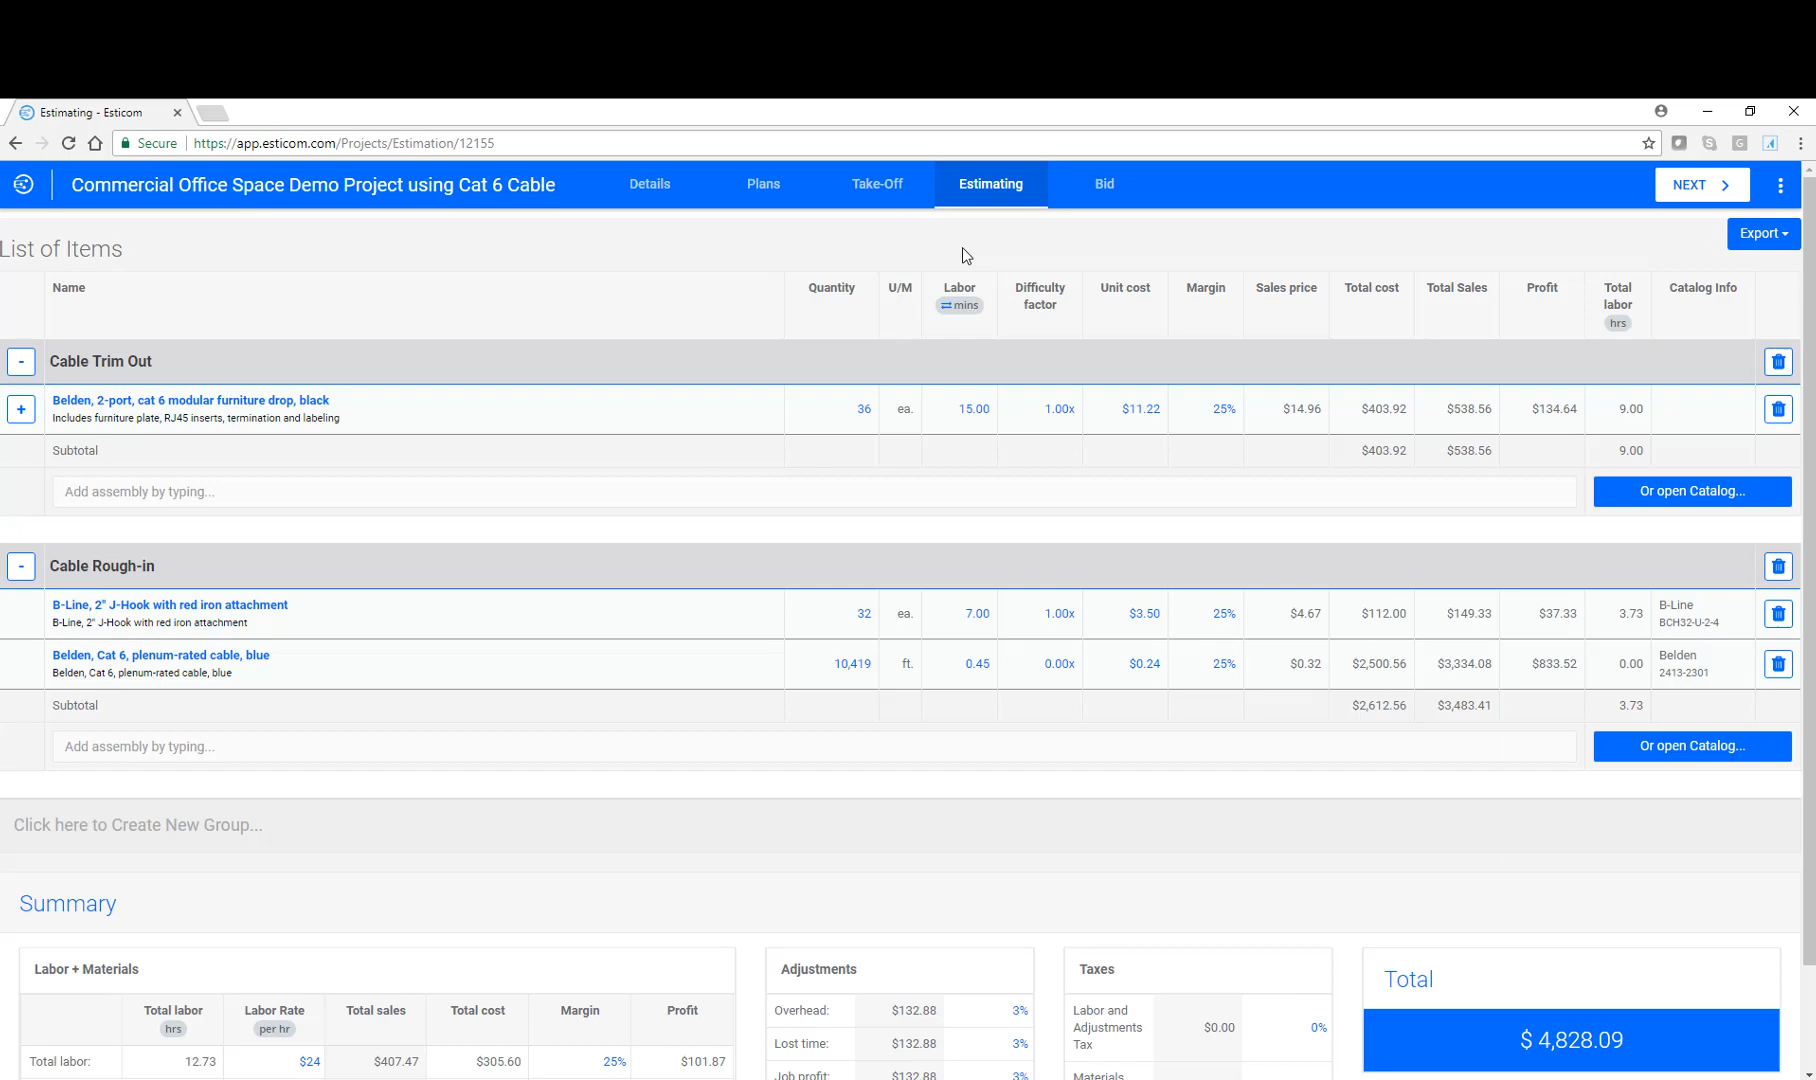 Estimating - Esticom
Secure https://app.esticom.com/Projects/Estimation/12155
Commercial Office Space Demo Project using Cat 6 Cable Details Plans Take-Off Estimating Bid NEXT
List of Items Export
Name Quantity U/M Labor mins Difficulty factor Unit cost Margin Sales price Total cost Total Sales Profit Total labor hrs Catalog Info
- Cable Trim Out
+ Belden, 2-port, cat 6 modular furniture drop, black 36 ea. 15.00 1.00x $11.22 25% $14.96 $403.92 $538.56 $134.64 9.00
Includes furniture plate, RJ45 inserts, termination and labeling
Subtotal $403.92 $538.56 9.00
Add assembly by typing... Or open Catalog...
- Cable Rough-in
B-Line, 2" J-Hook with red iron attachment 32 ea. 7.00 1.00x $3.50 25% $4.67 $112.00 $149.33 $37.33 3.73 B-Line
B-Line, 2" J-Hook with red iron attachment BCH32-U-2-4
Belden, Cat 6, plenum-rated cable, blue 10,419 ft. 0.45 0.00x $0.24 25% $0.32 $2,500.56 $3,334.08 $833.52 0.00 Belden
Belden, Cat 6, plenum-rated cable, blue 2413-2301
Subtotal $2,612.56 $3,483.41 3.73
Add assembly by typing... Or open Catalog...
Click here to Create New Group...
Summary
Labor + Materials
Total labor hrs Labor Rate per hr Total sales Total cost Margin Profit
Total labor: 12.73 $24 $407.47 $305.60 25% $101.87
Adjustments
Overhead: $132.88 3%
Lost time: $132.88 3%
Job profit: $132.88 3%
Taxes
Labor and
Adjustments $0.00 0%
Tax
Materials
Total
$ 4,828.09